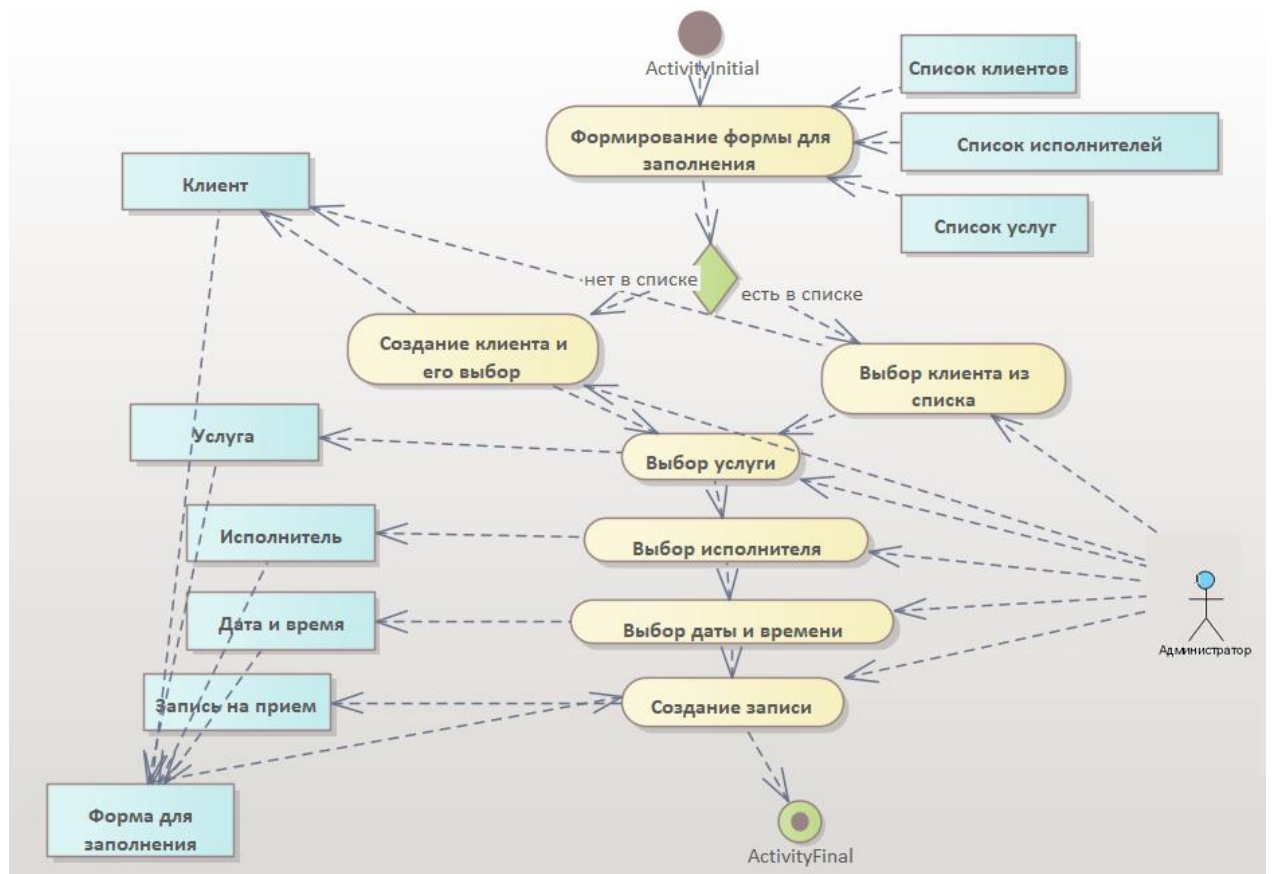 ActivityInitial
Список клиентов
Формирование формы для
заполнения
Список исполнителей
Клиент
Список услуг
нет в списке
есть в списке
Создание клиента и
его выбор
Выбор клиента из
списка
Услуга
Выбор услуги
Исполнитель
Выбор исполнителя
Дата и время
Выбор даты и времени
Администратор
Запись на прием
Создание записи
Форма для
заполнения
ActivityFinal